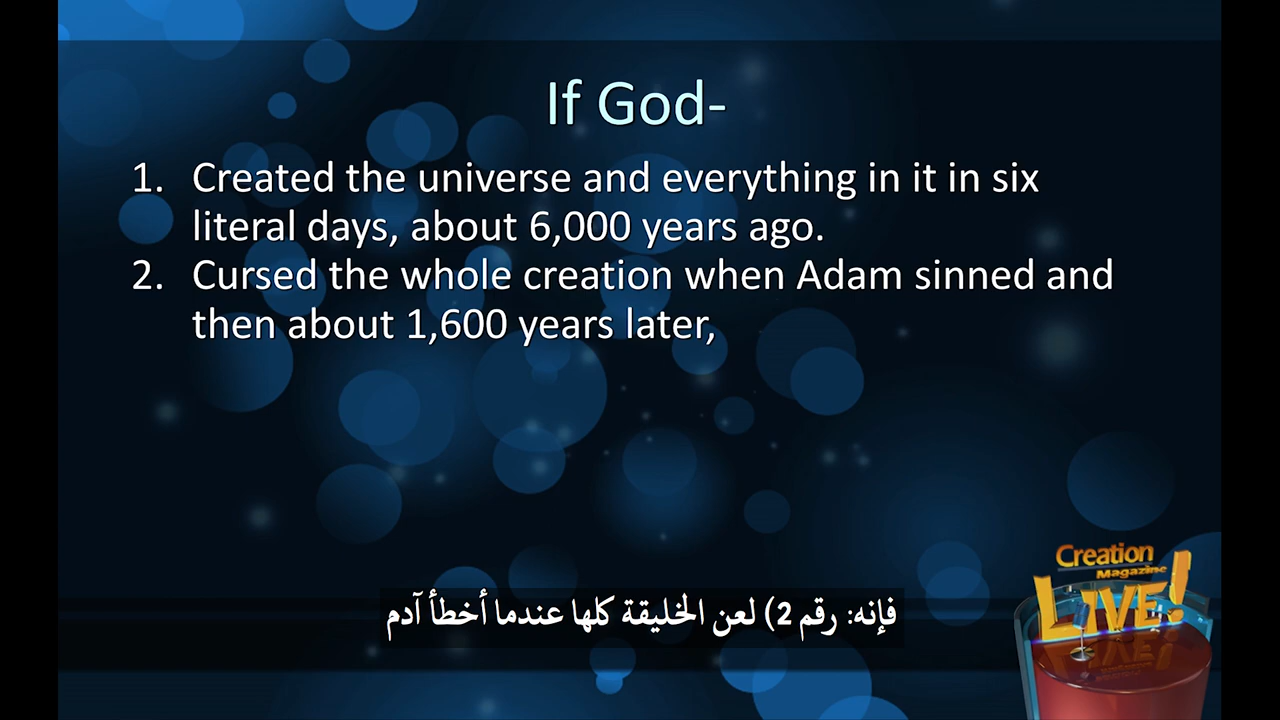 If God-
1. Created the universe and everything in it in six
literal days, about 6,000 years ago.
2. Cursed the whole creation when Adam sinned and
then about 1,600 years later,
فإنه: رقم 2) لعن الخليقة كلها عندما أخطأ آدم
Creation
Magazine
LIVE!